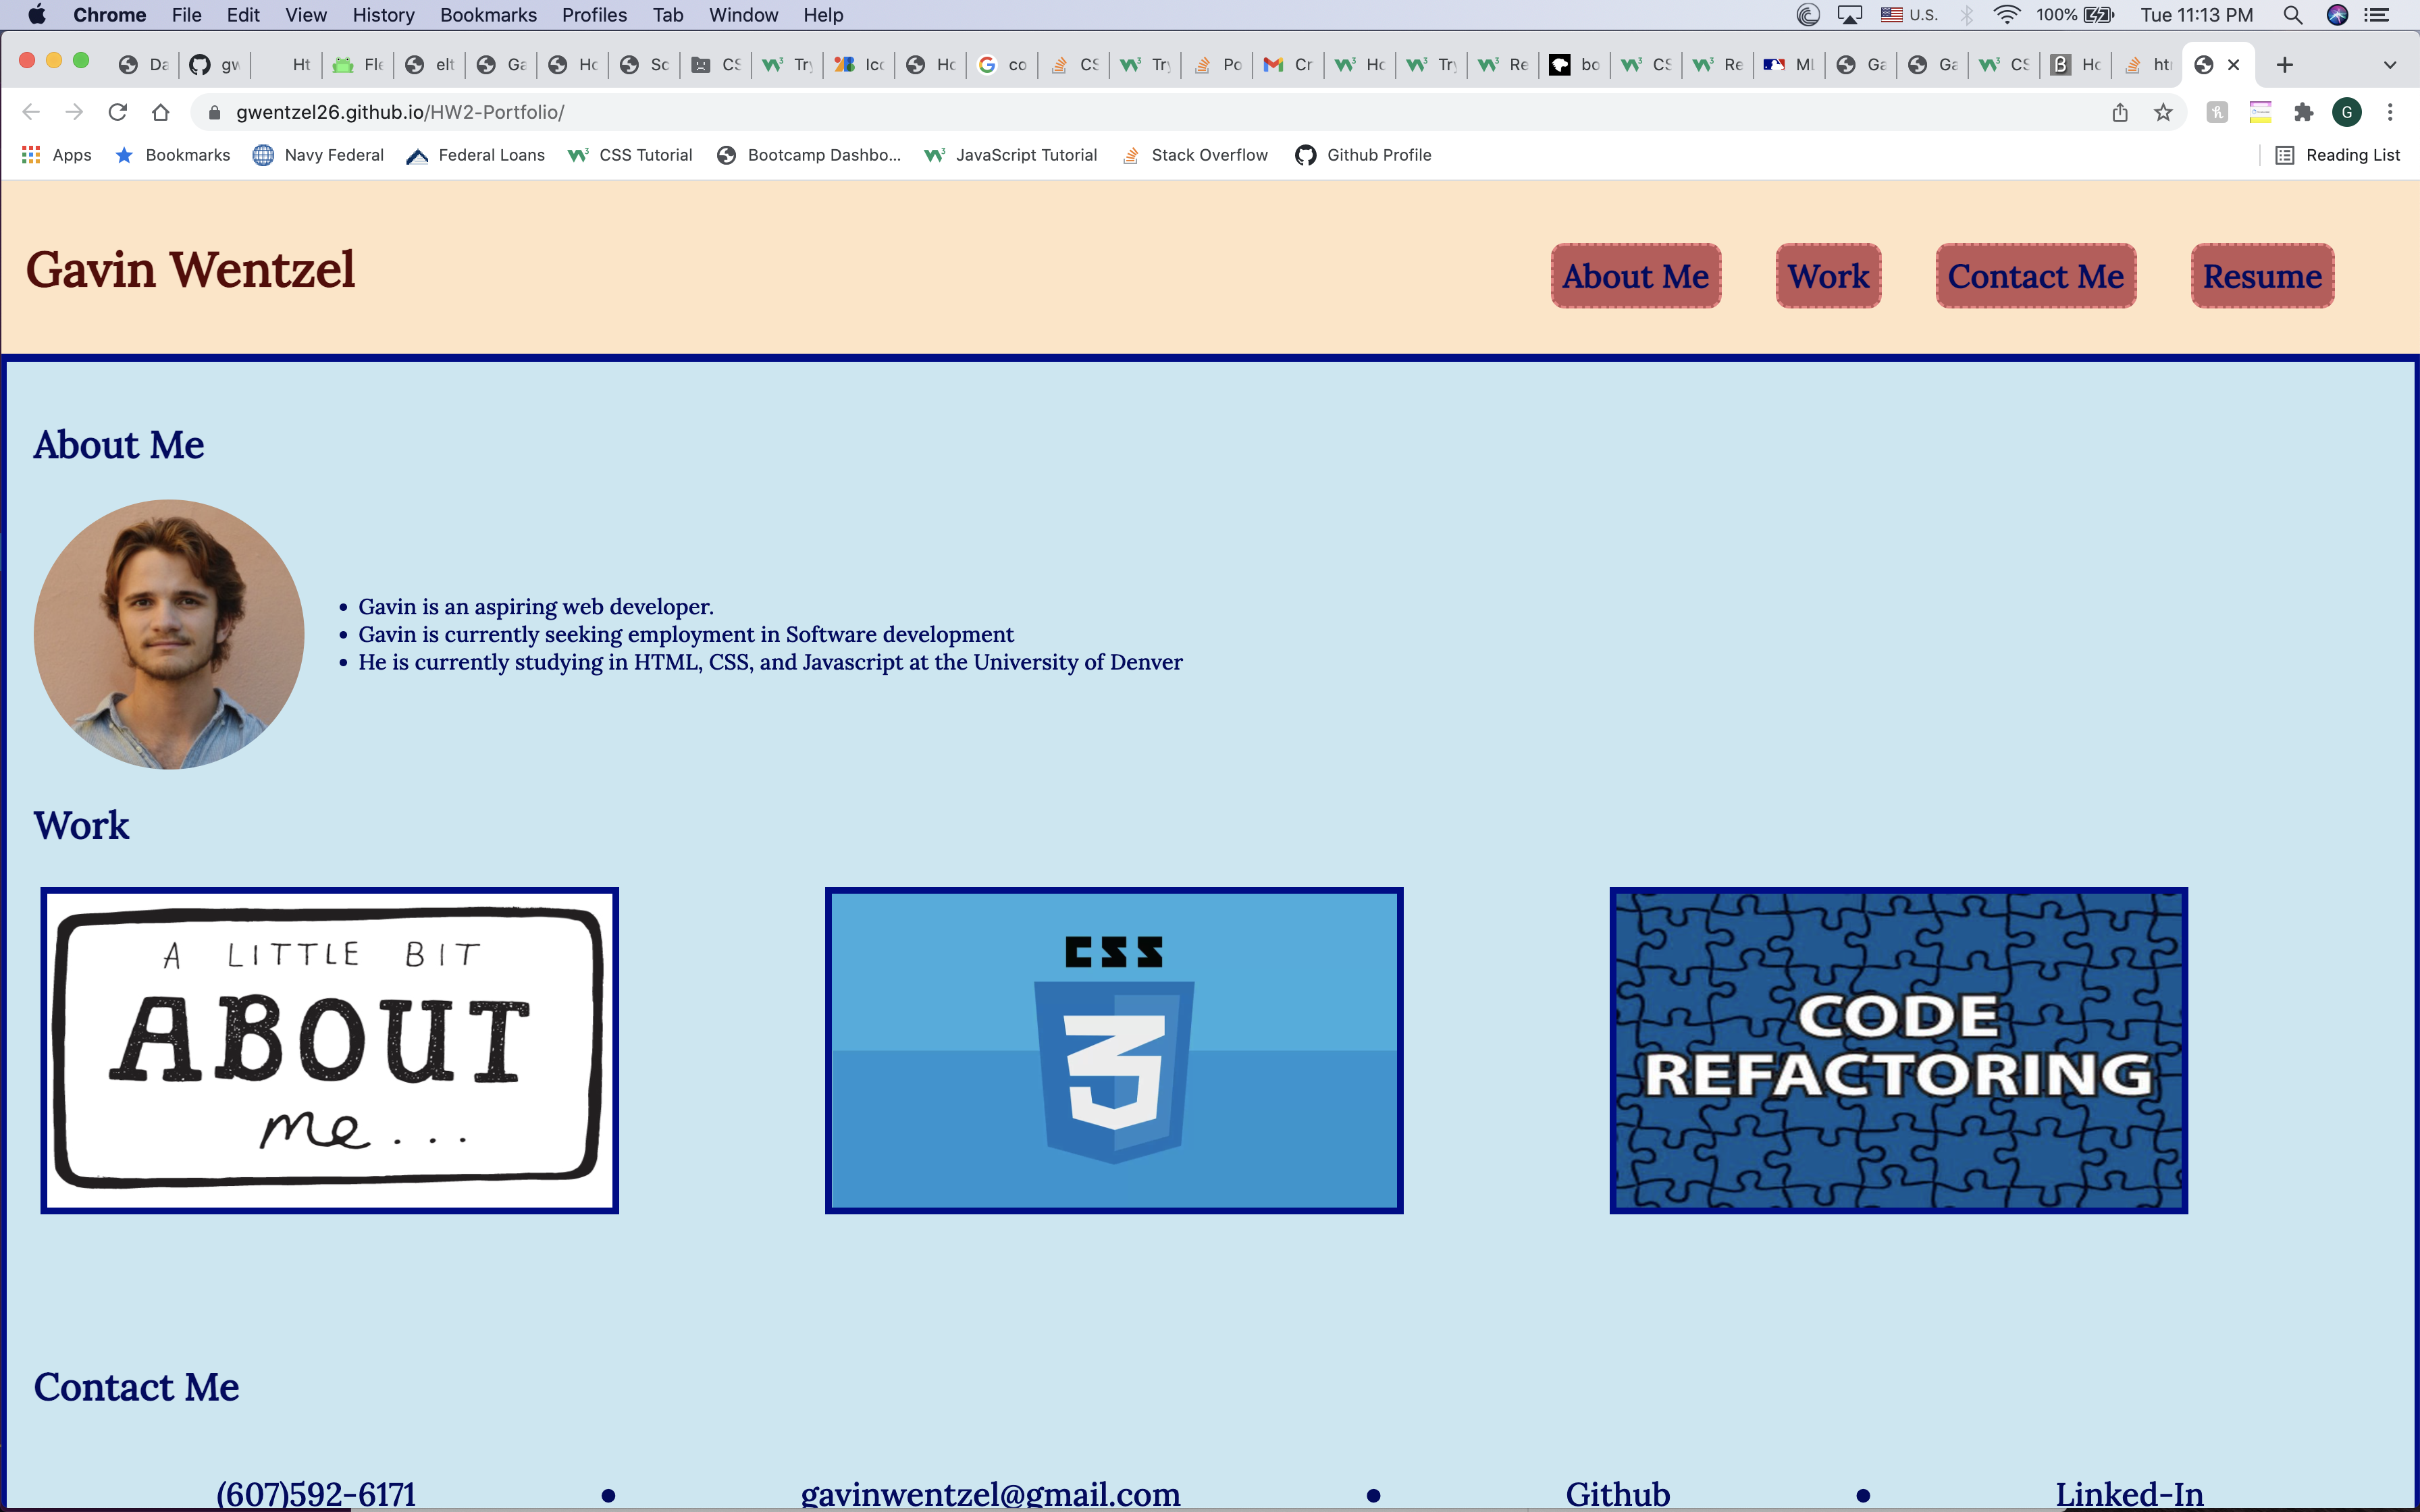 Chrome File Edit View History Bookmarks Profiles Tab Window Help U.S. 100% Tue 11:13 PM
Da gw Ht Fle elt Ga Ho Sc CS Try Ico Ho co CS Try Po Cr Ho Try Re bo CS Re ML Ga Ga CS Ho htr
gwentzel26.github.io/HW2-Portfolio/ G
Apps Bookmarks Navy Federal Federal Loans CSS Tutorial Bootcamp Dashbo... JavaScript Tutorial Stack Overflow Github Profile Reading List
Gavin Wentzel About Me Work Contact Me Resume
About Me
• Gavin is an aspiring web developer.
• Gavin is currently seeking employment in Software development
• He is currently studying in HTML, CSS, and Javascript at the University of Denver
Work
A LITTLE BIT
ABOUT
me...
CSS
3
CODE
REFACTORING
Contact Me
(607)592-6171 • gavinwentzel@gmail.com • Github • Linked-In